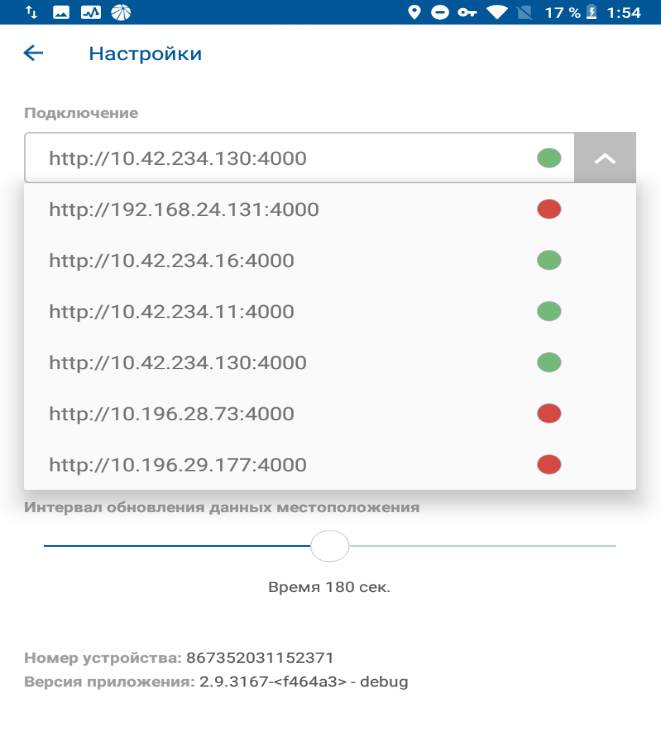 17 % 1:54
Настройки
Подключение
http://10.42.234.130:4000
http://192.168.24.131:4000
http://10.42.234.16:4000
http://10.42.234.11:4000
http://10.42.234.130:4000
http://10.196.28.73:4000
http://10.196.29.177:4000
Интервал обновления данных местоположения
Время 180 сек.
Номер устройства: 867352031152371
Версия приложения: 2.9.3167-<f464a3> - debug